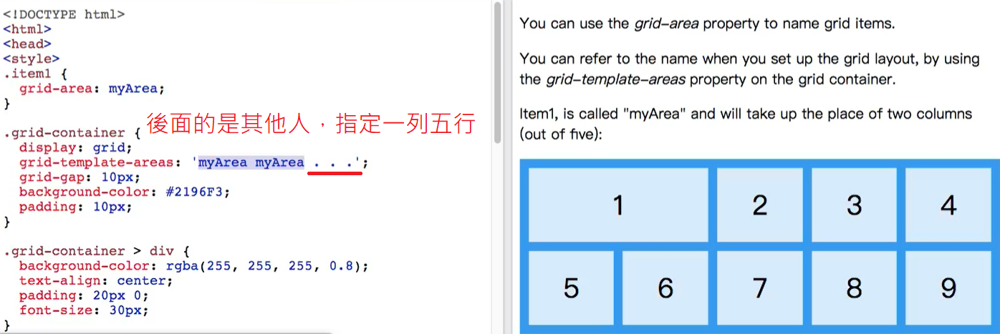 <!DOCTYPE html>
<html>
<head>
<style>
.item1 {
  grid-area: myArea;
}
後面的是其他人，指定一列五行
.grid-container {
  display: grid;
  grid-template-areas: 'myArea myArea . . .';
  grid-gap: 10px;
  background-color: #2196F3;
  padding: 10px;
}
.grid-container > div {
  background-color: rgba(255, 255, 255, 0.8);
  text-align: center;
  padding: 20px 0;
  font-size: 30px;
}
You can use the grid-area property to name grid items.
You can refer to the name when you set up the grid layout, by using
the grid-template-areas property on the grid container.
Item1, is called "myArea" and will take up the place of two columns
(out of five):
1 2 3 4
5 6 7 8 9